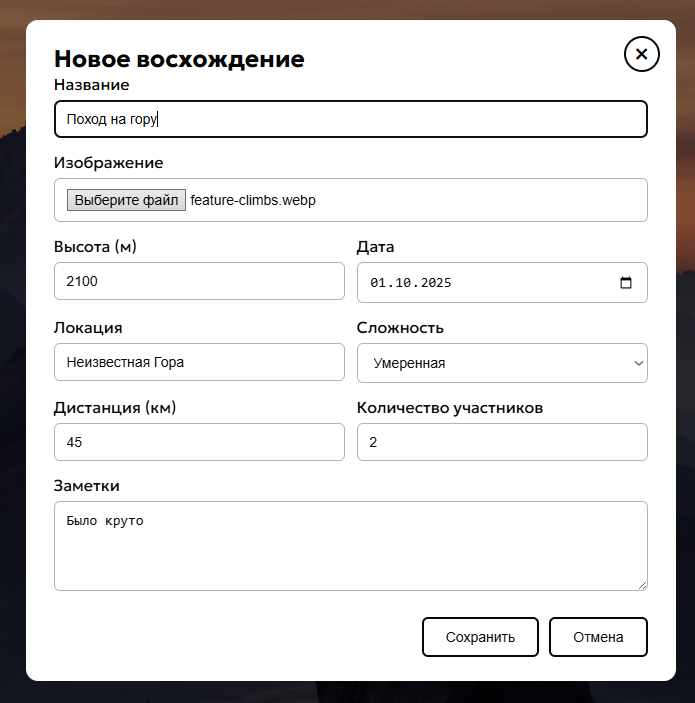 Новое восхождение
Название
Поход на гору
Изображение
Выберите файл feature-climbs.webp
Высота (м) Дата
2100 01.10.2025
Локация Сложность
Неизвестная Гора Умеренная
Дистанция (км) Количество участников
45 2
Заметки
Было круто
Сохранить Отмена